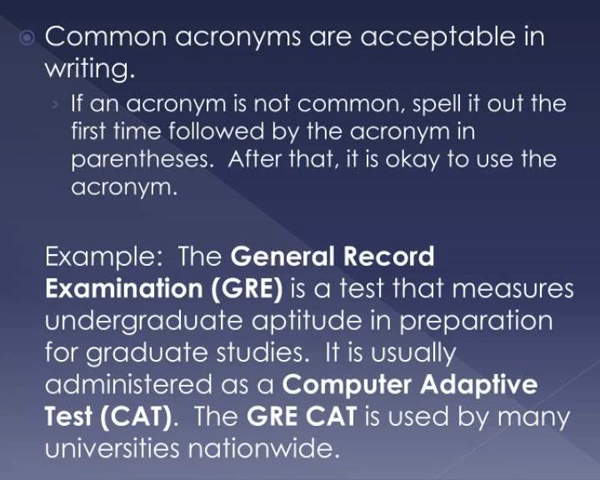 Common acronyms are acceptable in
writing.
If an acronym is not common, spell it out the
first time followed by the acronym in
parentheses.  After that, it is okay to use the
acronym.
Example:  The General Record
Examination (GRE) is a test that measures
undergraduate aptitude in preparation
for graduate studies.  It is usually
administered as a Computer Adaptive
Test (CAT).  The GRE CAT is used by many
universities nationwide.